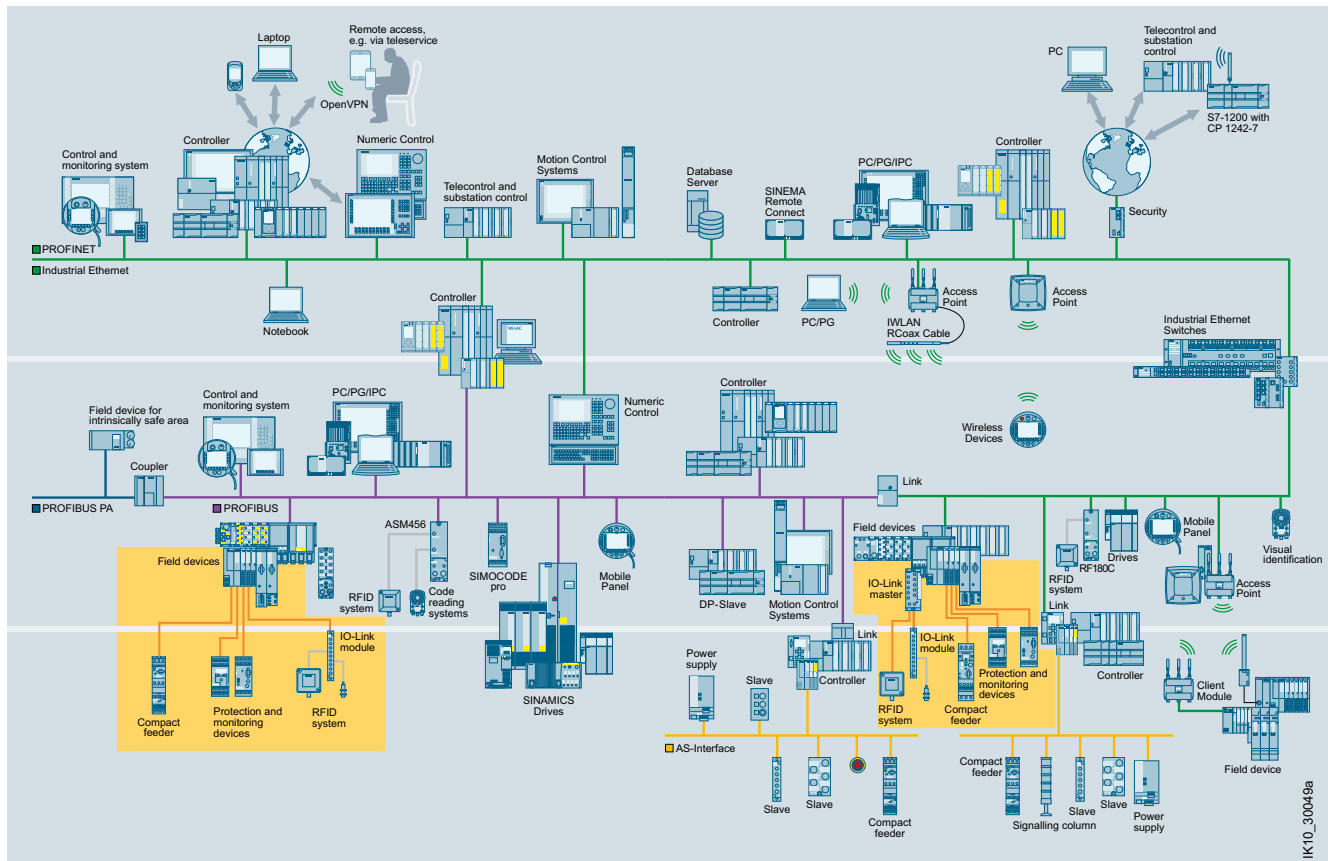 Laptop
Remote access,
e.g. via teleservice
OpenVPN
PC
Telecontrol and
substation
control
S7-1200 with
CP 1242-7
Control and
monitoring system
Controller
Numeric Control
Telecontrol and
substation control
Motion Control
Systems
Database
Server
SINEMA
Remote
Connect
PC/PG/IPC
Controller
Security
PROFINET
Industrial Ethernet
Notebook
Controller
WinAC
Controller
PC/PG
Access
Point
IWLAN
RCoax Cable
Access
Point
Industrial Ethernet
Switches
Field device for
intrinsically safe area
Control and
monitoring system
PC/PG/IPC
Numeric
Control
Controller
Wireless
Devices
Coupler
Link
PROFIBUS PA
PROFIBUS
Field devices
ASM456
RFID
system
Code
reading
systems
SIMOCODE
pro
Mobile
Panel
DP-Slave
Motion Control
Systems
Field devices
IO-Link
master
RFID
system
RF180C
Drives
Mobile
Panel
Access
Point
Visual
identification
IO-Link
module
Compact
feeder
Protection and
monitoring
devices
RFID
system
SINAMICS
Drives
Power
supply
Slave
Link
Controller
IO-Link
module
RFID
system
Compact
feeder
Protection and
monitoring
devices
Link
Controller
Client
Module
Field device
AS-Interface
Slave
Slave
Compact
feeder
Compact
feeder
Signalling column
Slave
Slave
Power
supply
IK10_30049a